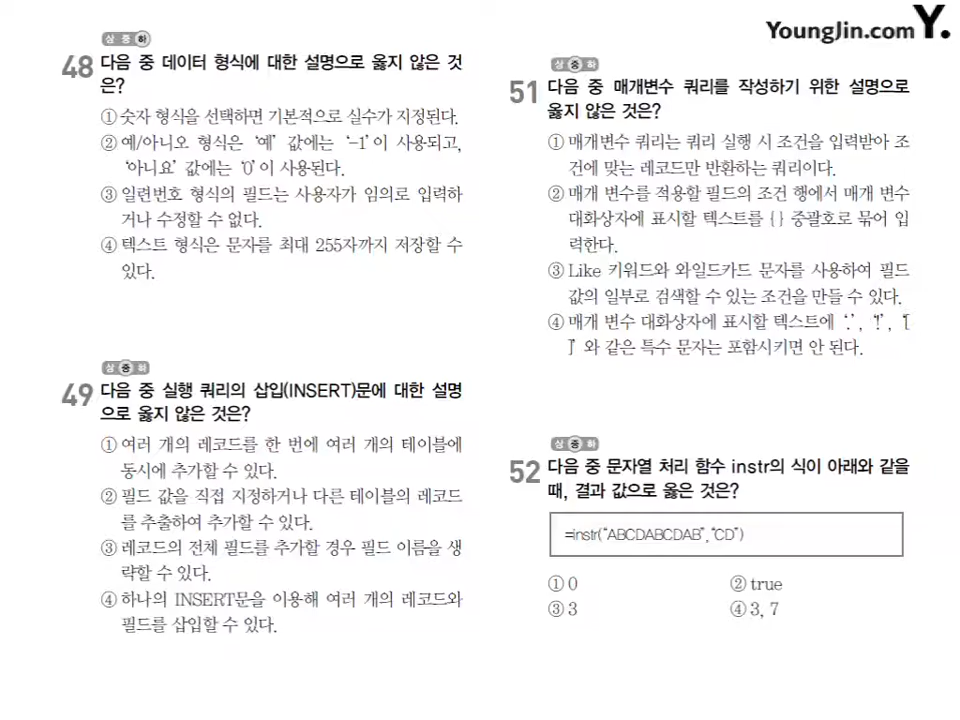 YoungJin.com Y.
상 중 하
48 다음 중 데이터 형식에 대한 설명으로 옳지 않은 것
은?
① 숫자 형식을 선택하면 기본적으로 실수가 지정된다.
② 예/아니오 형식은 ‘예’ 값에는 ‘-1’이 사용되고,
‘아니요’ 값에는 ‘0’이 사용된다.
③ 일련번호 형식의 필드는 사용자가 임의로 입력하
거나 수정할 수 없다.
④ 텍스트 형식은 문자를 최대 255자까지 저장할 수
있다.
상 중 하
49 다음 중 실행 쿼리의 삽입(INSERT)문에 대한 설명
으로 옳지 않은 것은?
① 여러 개의 레코드를 한 번에 여러 개의 테이블에
동시에 추가할 수 있다.
② 필드 값을 직접 지정하거나 다른 테이블의 레코드
를 추출하여 추가할 수 있다.
③ 레코드의 전체 필드를 추가할 경우 필드 이름을 생
략할 수 있다.
④ 하나의 INSERT문을 이용해 여러 개의 레코드와
필드를 삽입할 수 있다.
상 중 하
51 다음 중 매개변수 쿼리를 작성하기 위한 설명으로
옳지 않은 것은?
① 매개변수 쿼리는 쿼리 실행 시 조건을 입력받아 조
건에 맞는 레코드만 반환하는 쿼리이다.
② 매개 변수를 적용할 필드의 조건 행에서 매개 변수
대화상자에 표시할 텍스트를 { } 중괄호로 묶어 입
력한다.
③ Like 키워드와 와일드카드 문자를 사용하여 필드
값의 일부로 검색할 수 있는 조건을 만들 수 있다.
④ 매개 변수 대화상자에 표시할 텍스트에 ‘.’, ‘!’, ‘[
]’ 와 같은 특수 문자는 포함시키면 안 된다.
상 중 하
52 다음 중 문자열 처리 함수 instr의 식이 아래와 같을
때, 결과 값으로 옳은 것은?
=instr(“ABCDABCDAB”,“CD”)
① 0 ② true
③ 3 ④ 3, 7